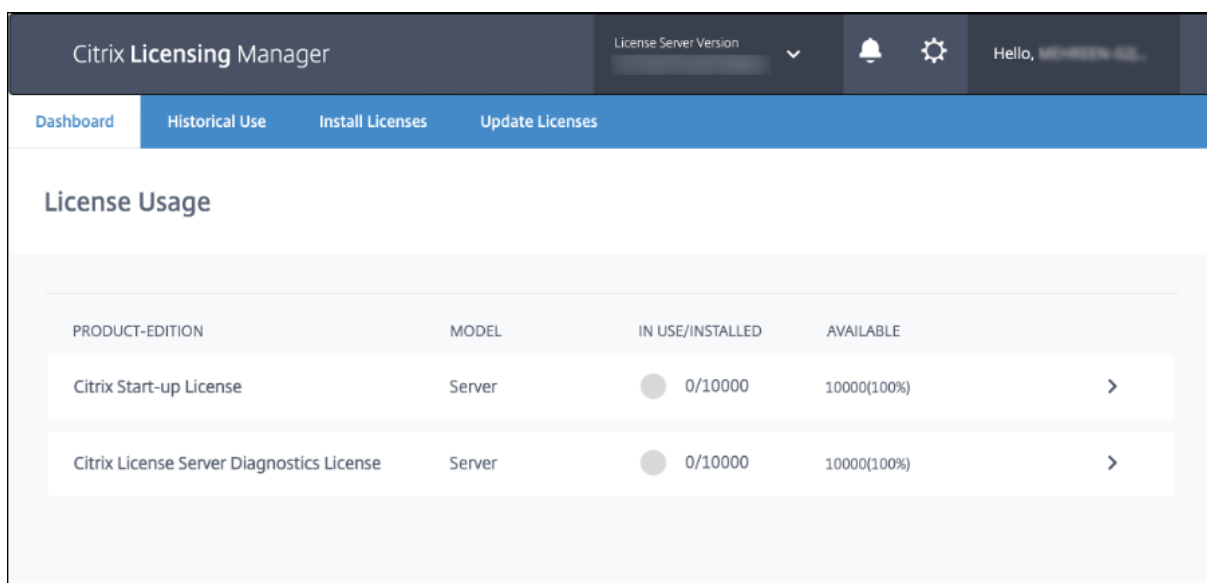 Citrix Licensing Manager
License Server Version
Hello,
Dashboard Historical Use Install Licenses Update Licenses
License Usage
PRODUCT-EDITION MODEL IN USE/INSTALLED AVAILABLE
Citrix Start-up License Server 0/10000 10000(100%)
Citrix License Server Diagnostics License Server 0/10000 10000(100%)